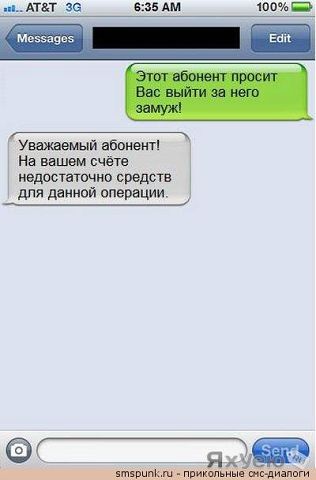 AT&T 3G 6:35 AM 100%
Messages Edit
Этот абонент просит
Вас выйти за него
замуж!
Уважаемый абонент!
На вашем счёте
недостаточно средств
для данной операции.
Send
ЯхУею
smspunk.ru - прикольные смс-диалоги